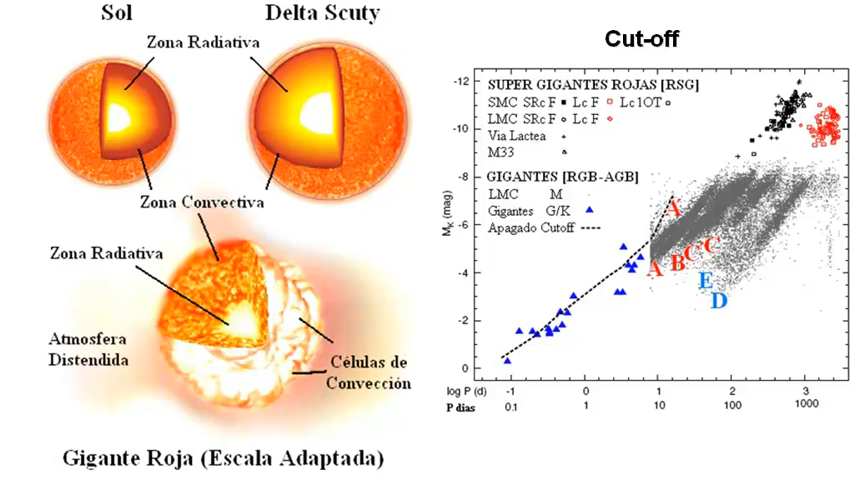 Sol
Delta Scuty
Zona Radiativa
Zona Convectiva
Zona Radiativa
Atmosfera
Distendida
Células de
Convección
Gigante Roja (Escala Adaptada)
Cut-off
SUPER GIGANTES ROJAS [RSG]
SMC SRc F Lc F Lc1OT
LMC SRc F Lc F
Via Lactea
M33
GIGANTES [RGB-AGB]
LMC M
Gigantes G/K
Apagado Cutoff
A
A B C C
E
D
M_K (mag)
-12
-10
-8
-6
-4
-2
0
log P (d) -1 0 1 2 3
P dias 0.1 1 10 100 1000